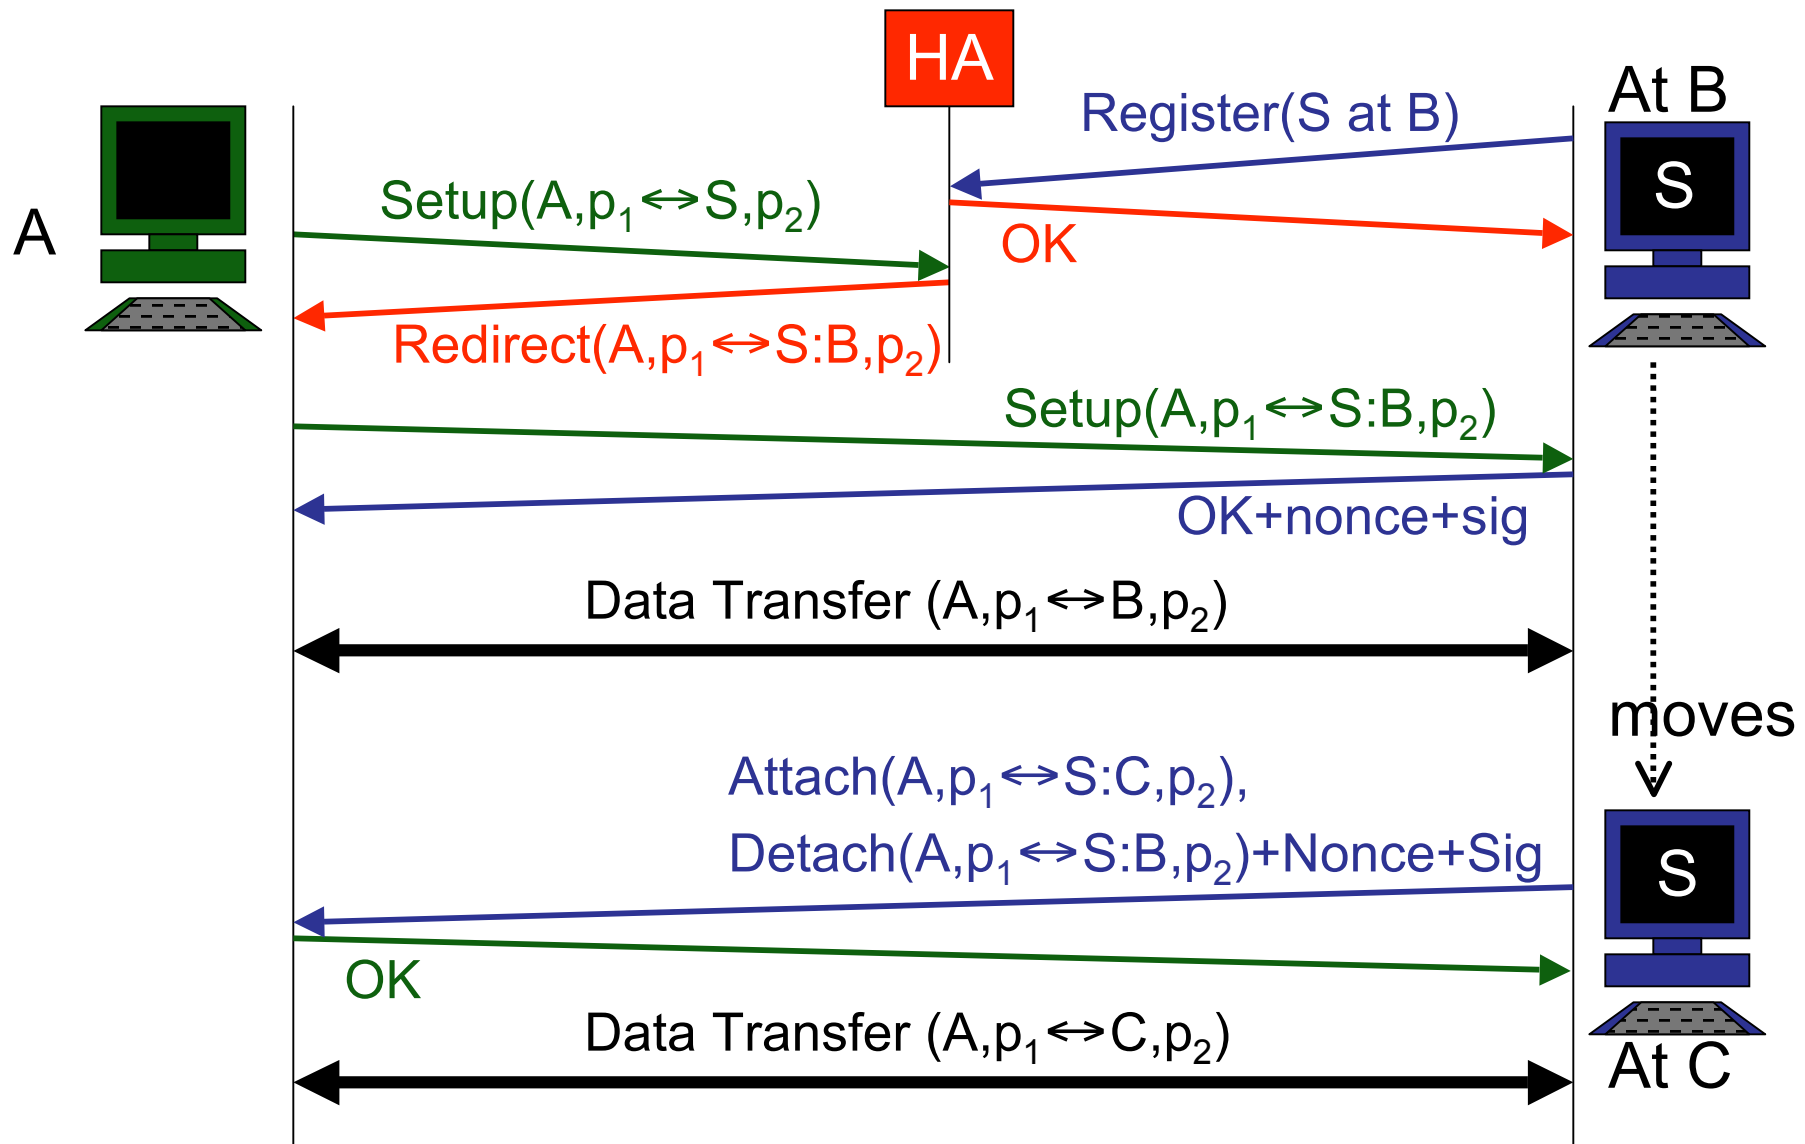 HA
At B
Register(S at B)
S
Setup(A,p₁↔S,p₂)
A
OK
Redirect(A,p₁↔S:B,p₂)
Setup(A,p₁↔S:B,p₂)
OK+nonce+sig
Data Transfer (A,p₁↔B,p₂)
moves
Attach(A,p₁↔S:C,p₂),
Detach(A,p₁↔S:B,p₂)+Nonce+Sig
S
OK
Data Transfer (A,p₁↔C,p₂)
At C